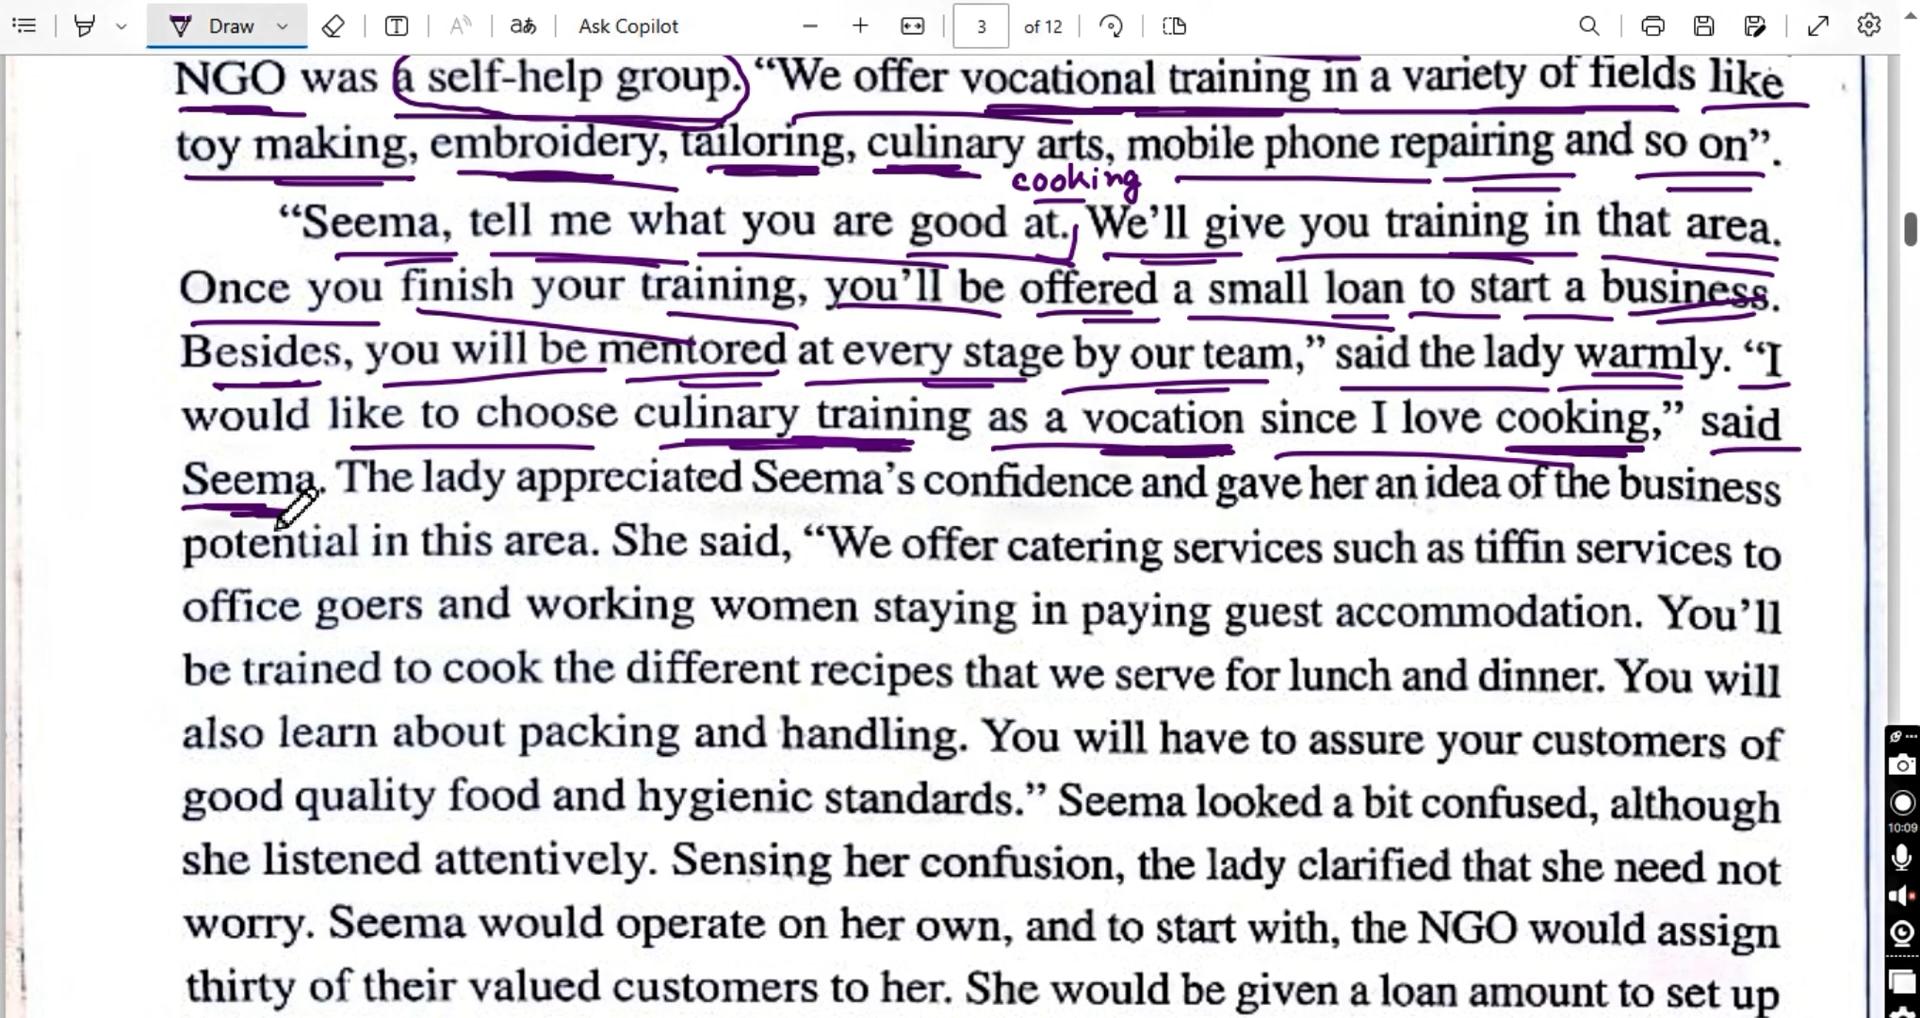 Draw
Ask Copilot
3 of 12
NGO was a self-help group. “We offer vocational training in a variety of fields like
toy making, embroidery, tailoring, culinary arts, mobile phone repairing and so on”.
cooking
“Seema, tell me what you are good at. We’ll give you training in that area.
Once you finish your training, you’ll be offered a small loan to start a business.
Besides, you will be mentored at every stage by our team,” said the lady warmly. “I
would like to choose culinary training as a vocation since I love cooking,” said
Seema. The lady appreciated Seema’s confidence and gave her an idea of the business
potential in this area. She said, “We offer catering services such as tiffin services to
office goers and working women staying in paying guest accommodation. You’ll
be trained to cook the different recipes that we serve for lunch and dinner. You will
also learn about packing and handling. You will have to assure your customers of
good quality food and hygienic standards.” Seema looked a bit confused, although
she listened attentively. Sensing her confusion, the lady clarified that she need not
worry. Seema would operate on her own, and to start with, the NGO would assign
thirty of their valued customers to her. She would be given a loan amount to set up
10:09